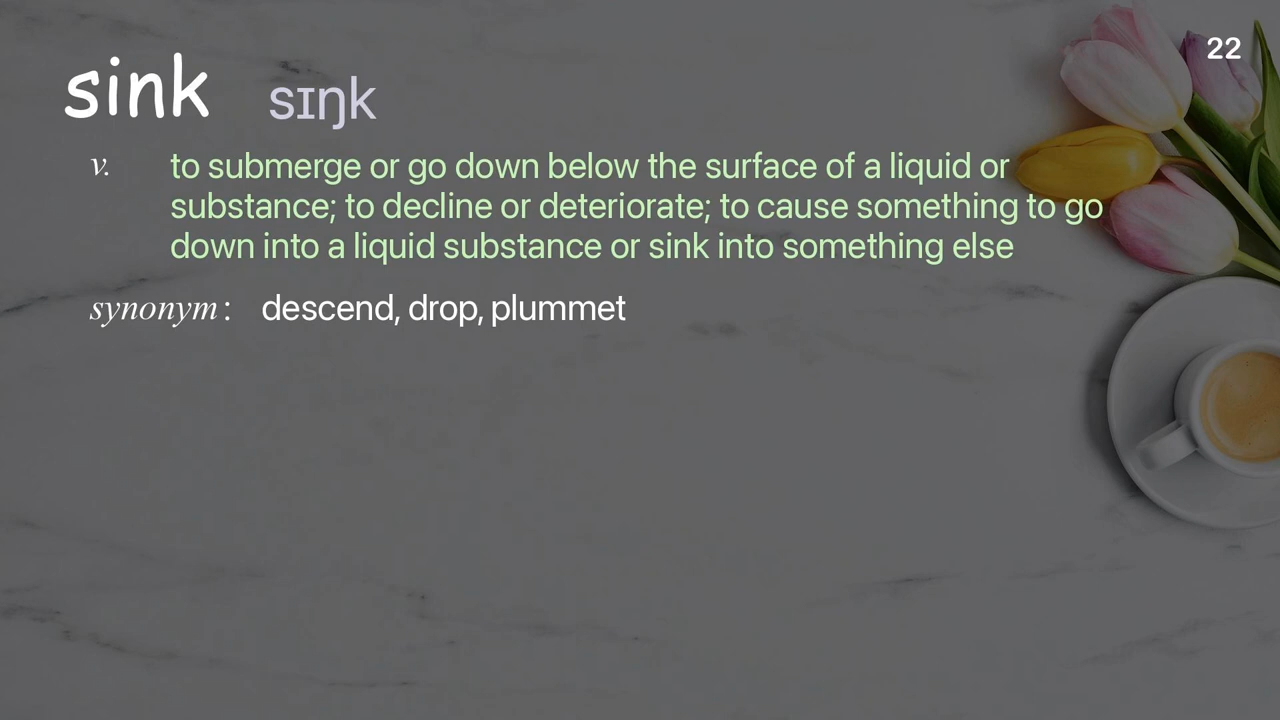 22
sink sɪŋk
v. to submerge or go down below the surface of a liquid or
substance; to decline or deteriorate; to cause something to go
down into a liquid substance or sink into something else
synonym: descend, drop, plummet